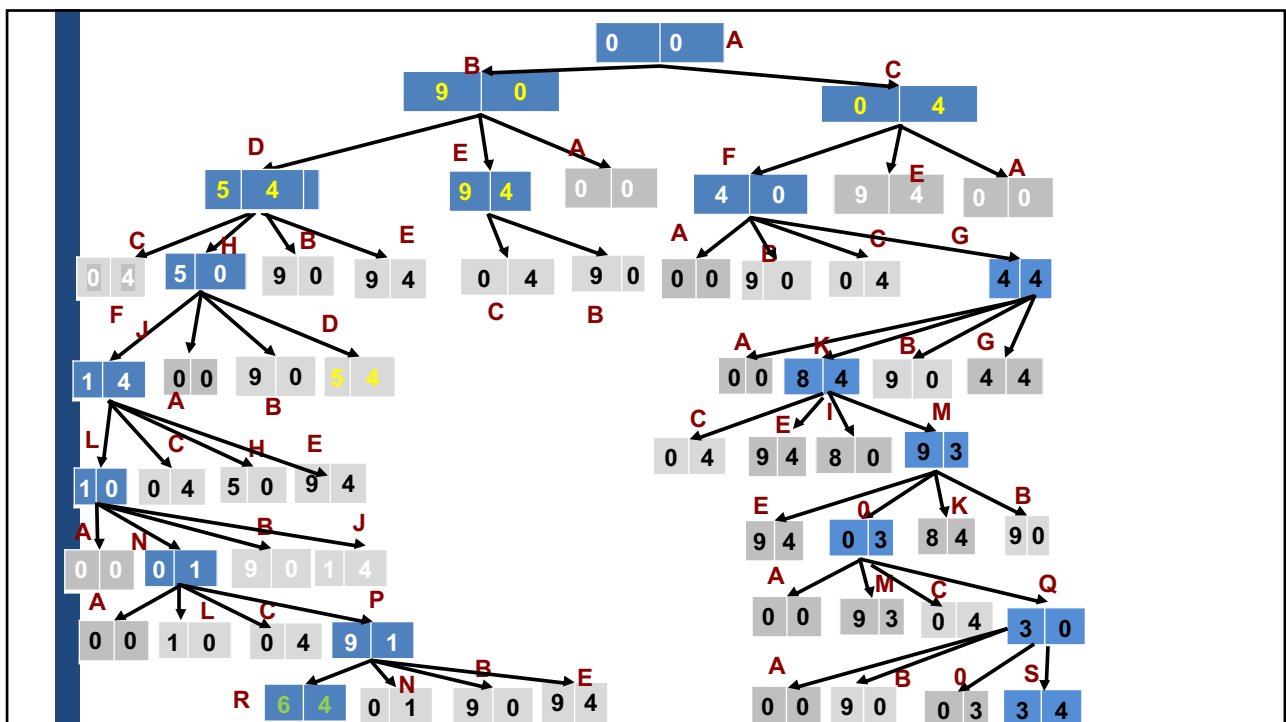 0 0 A
B C
9 0 0 4
D E A F E A
5 4 9 4 0 0 4 0 9 4 0 0
C H B E A B C G
0 4 5 0 9 0 9 4 0 4 9 0 0 0 9 0 0 4 4 4
C B
F J D A K B G
1 4 0 0 9 0 5 4 0 0 8 4 9 0 4 4
A B
L C H E C E I M
1 0 0 4 5 0 9 4 0 4 9 4 8 0 9 3
A N B J E 0 K B
0 0 0 1 9 0 1 4 9 4 0 3 8 4 9 0
A L C P A M C Q
0 0 1 0 0 4 9 1 0 0 9 3 0 4 3 0
R N B E A B 0 S
6 4 0 1 9 0 9 4 0 0 9 0 0 3 3 4